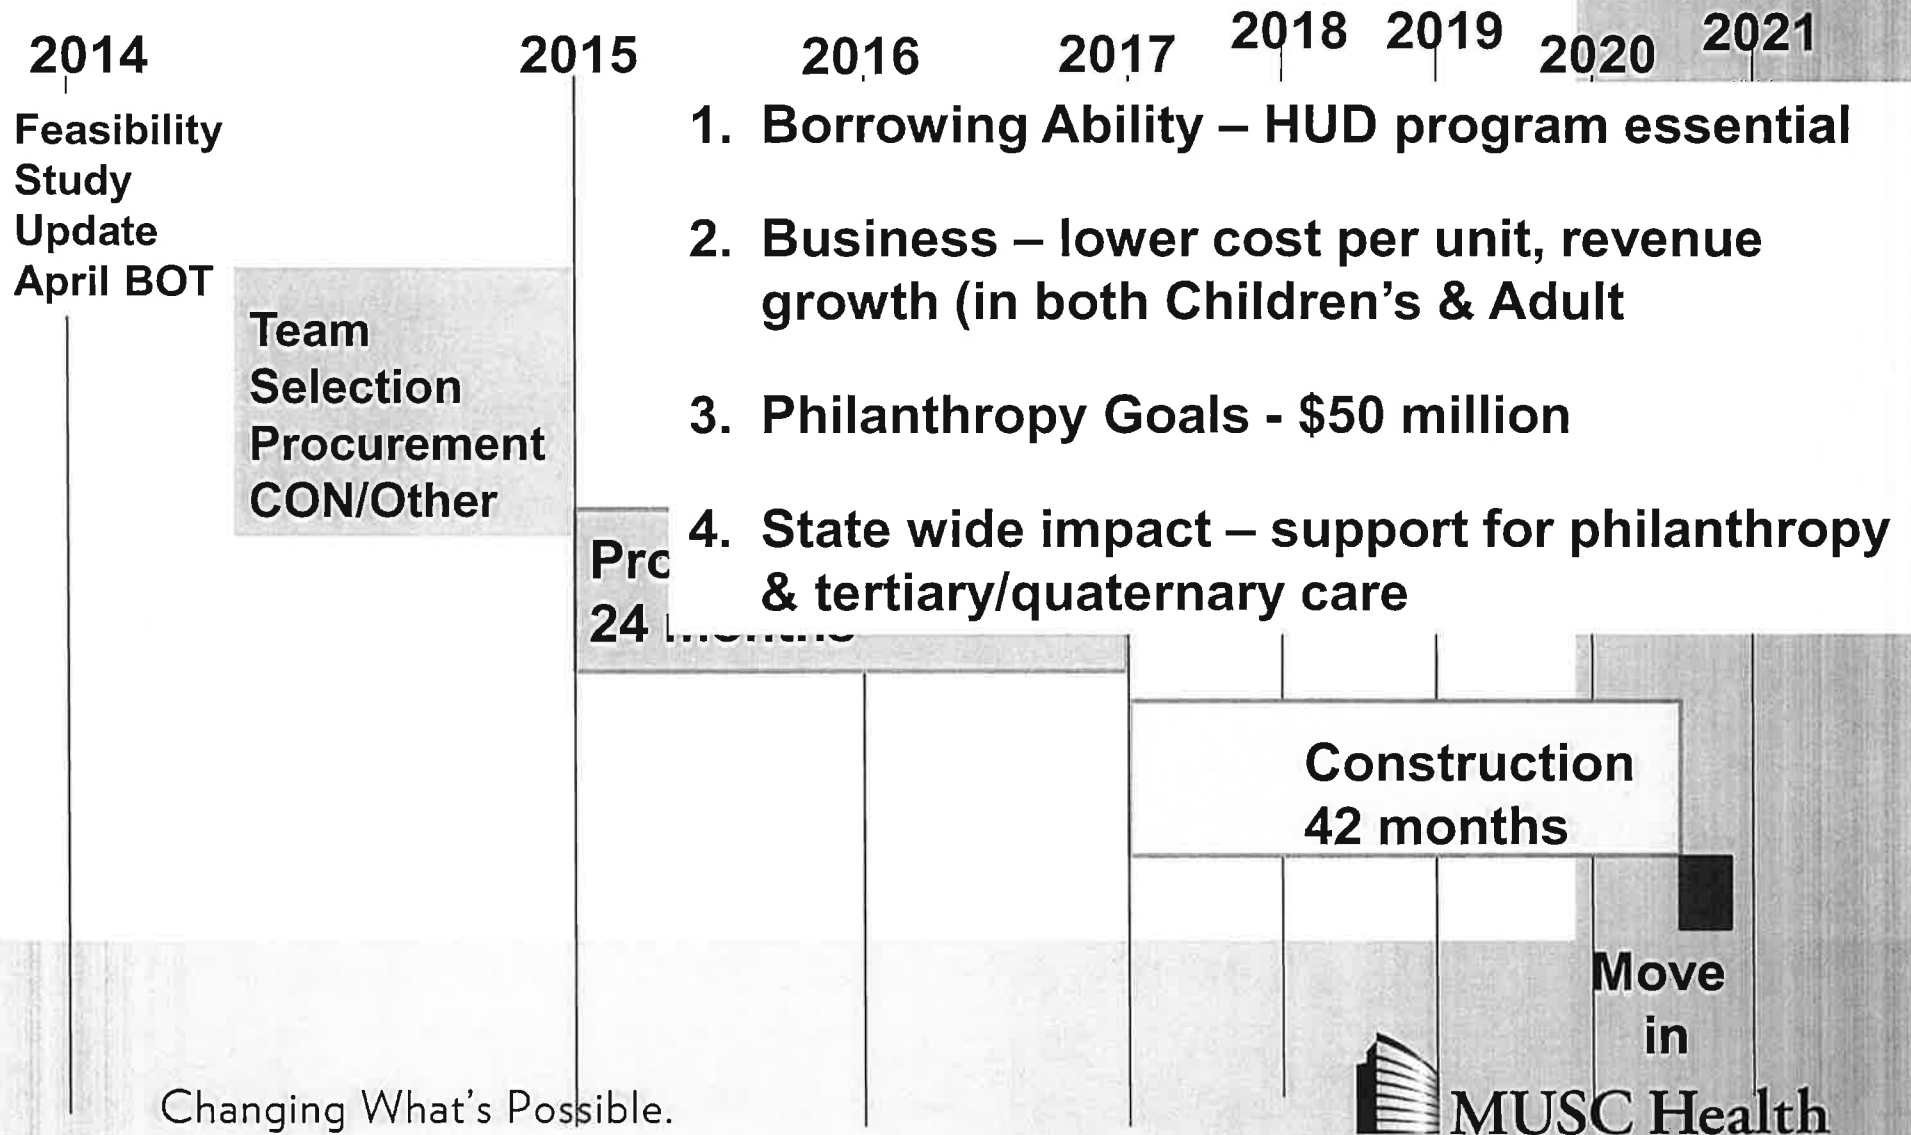 2014
2015
2016
2017
2018
2019
2020
2021
Feasibility
Study
Update
April BOT
Team
Selection
Procurement
CON/Other
1. Borrowing Ability – HUD program essential
2. Business – lower cost per unit, revenue
growth (in both Children's & Adult
3. Philanthropy Goals - $50 million
4. State wide impact – support for philanthropy
& tertiary/quaternary care
24
Construction
42 months
Move
in
Changing What's Possible.
MUSC Health